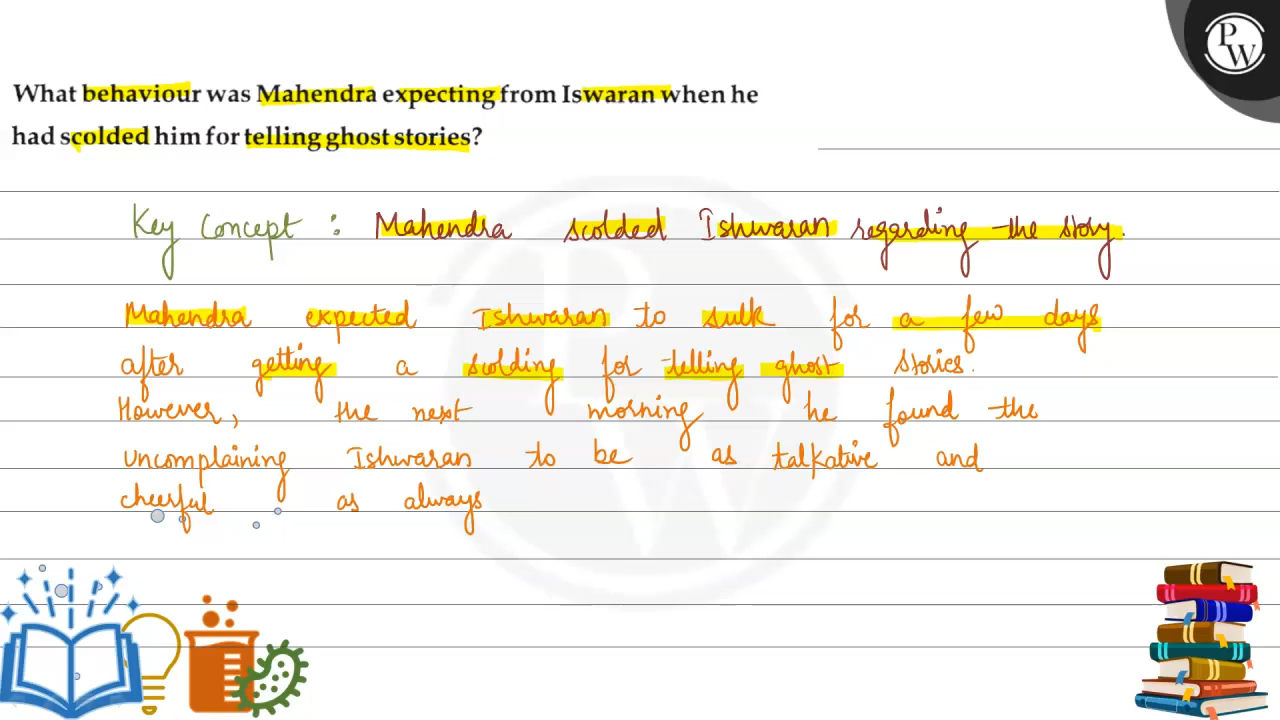 PW
What behaviour was Mahendra expecting from Iswaran when he
had scolded him for telling ghost stories?
Key Concept : Mahendra scolded Ishwaran regarding the story.
Mahendra expected Ishwaran to sulk for a few days
after getting a scolding for telling ghost stories.
However, the next morning he found the
uncomplaining Ishwaran to be as talkative and
cheerful as always